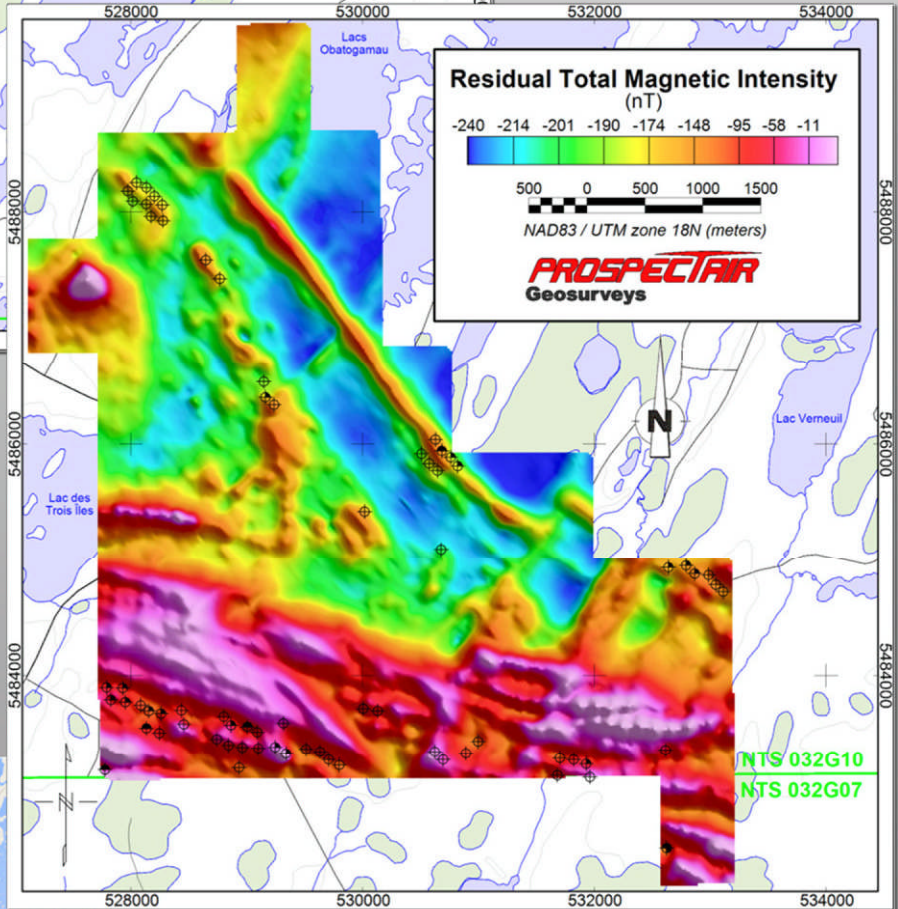 528000 530000 532000 534000
Lacs
Obatogamau
Residual Total Magnetic Intensity
(nT)
-240 -214 -201 -190 -174 -148 -95 -58 -11
500 0 500 1000 1500
NAD83 / UTM zone 18N (meters)
PROSPECTAIR
Geosurveys
5488000 5488000
N
Lac Verneuil
5486000 5486000
Lac des
Trois Îles
5484000 5484000
NTS 032G10
NTS 032G07
N
528000 530000 532000 534000